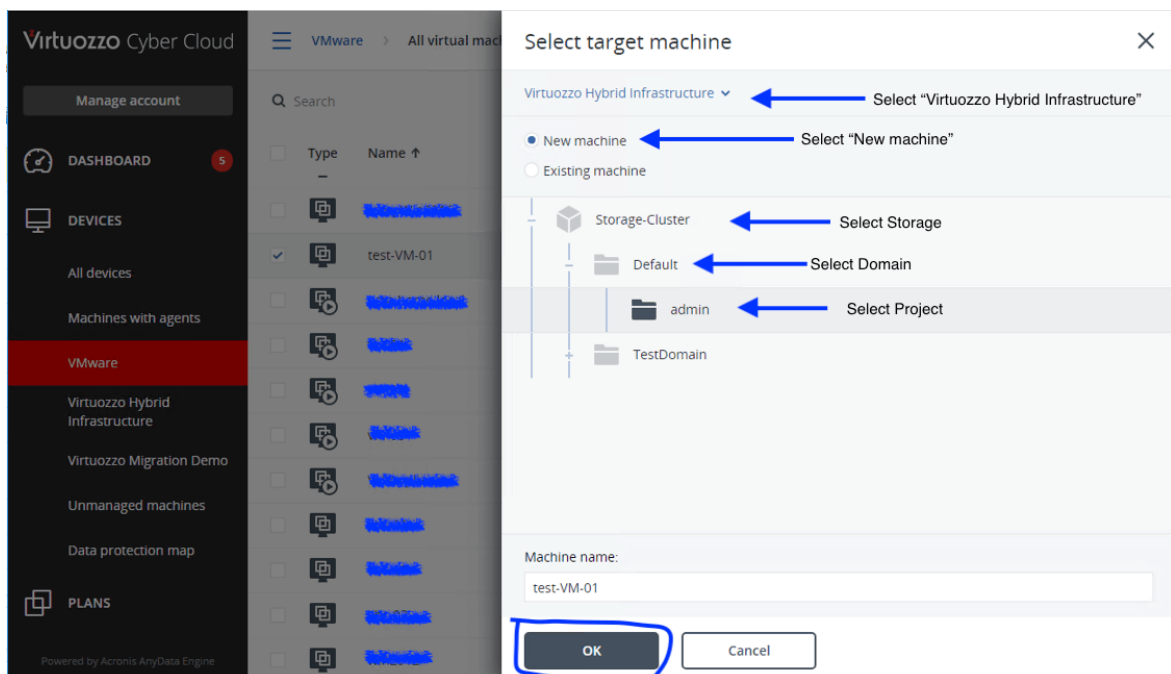 Virtuozzo Cyber Cloud
Manage account
DASHBOARD 5
DEVICES
All devices
Machines with agents
VMware
Virtuozzo Hybrid
Infrastructure
Virtuozzo Migration Demo
Unmanaged machines
Data protection map
PLANS
Powered by Acronis AnyData Engine
VMware > All virtual mac
Search
Type Name ↑
test-VM-01
Select target machine
Virtuozzo Hybrid Infrastructure
Select “Virtuozzo Hybrid Infrastructure”
New machine
Select “New machine”
Existing machine
Storage-Cluster
Select Storage
Default
Select Domain
admin
Select Project
TestDomain
Machine name:
test-VM-01
OK
Cancel